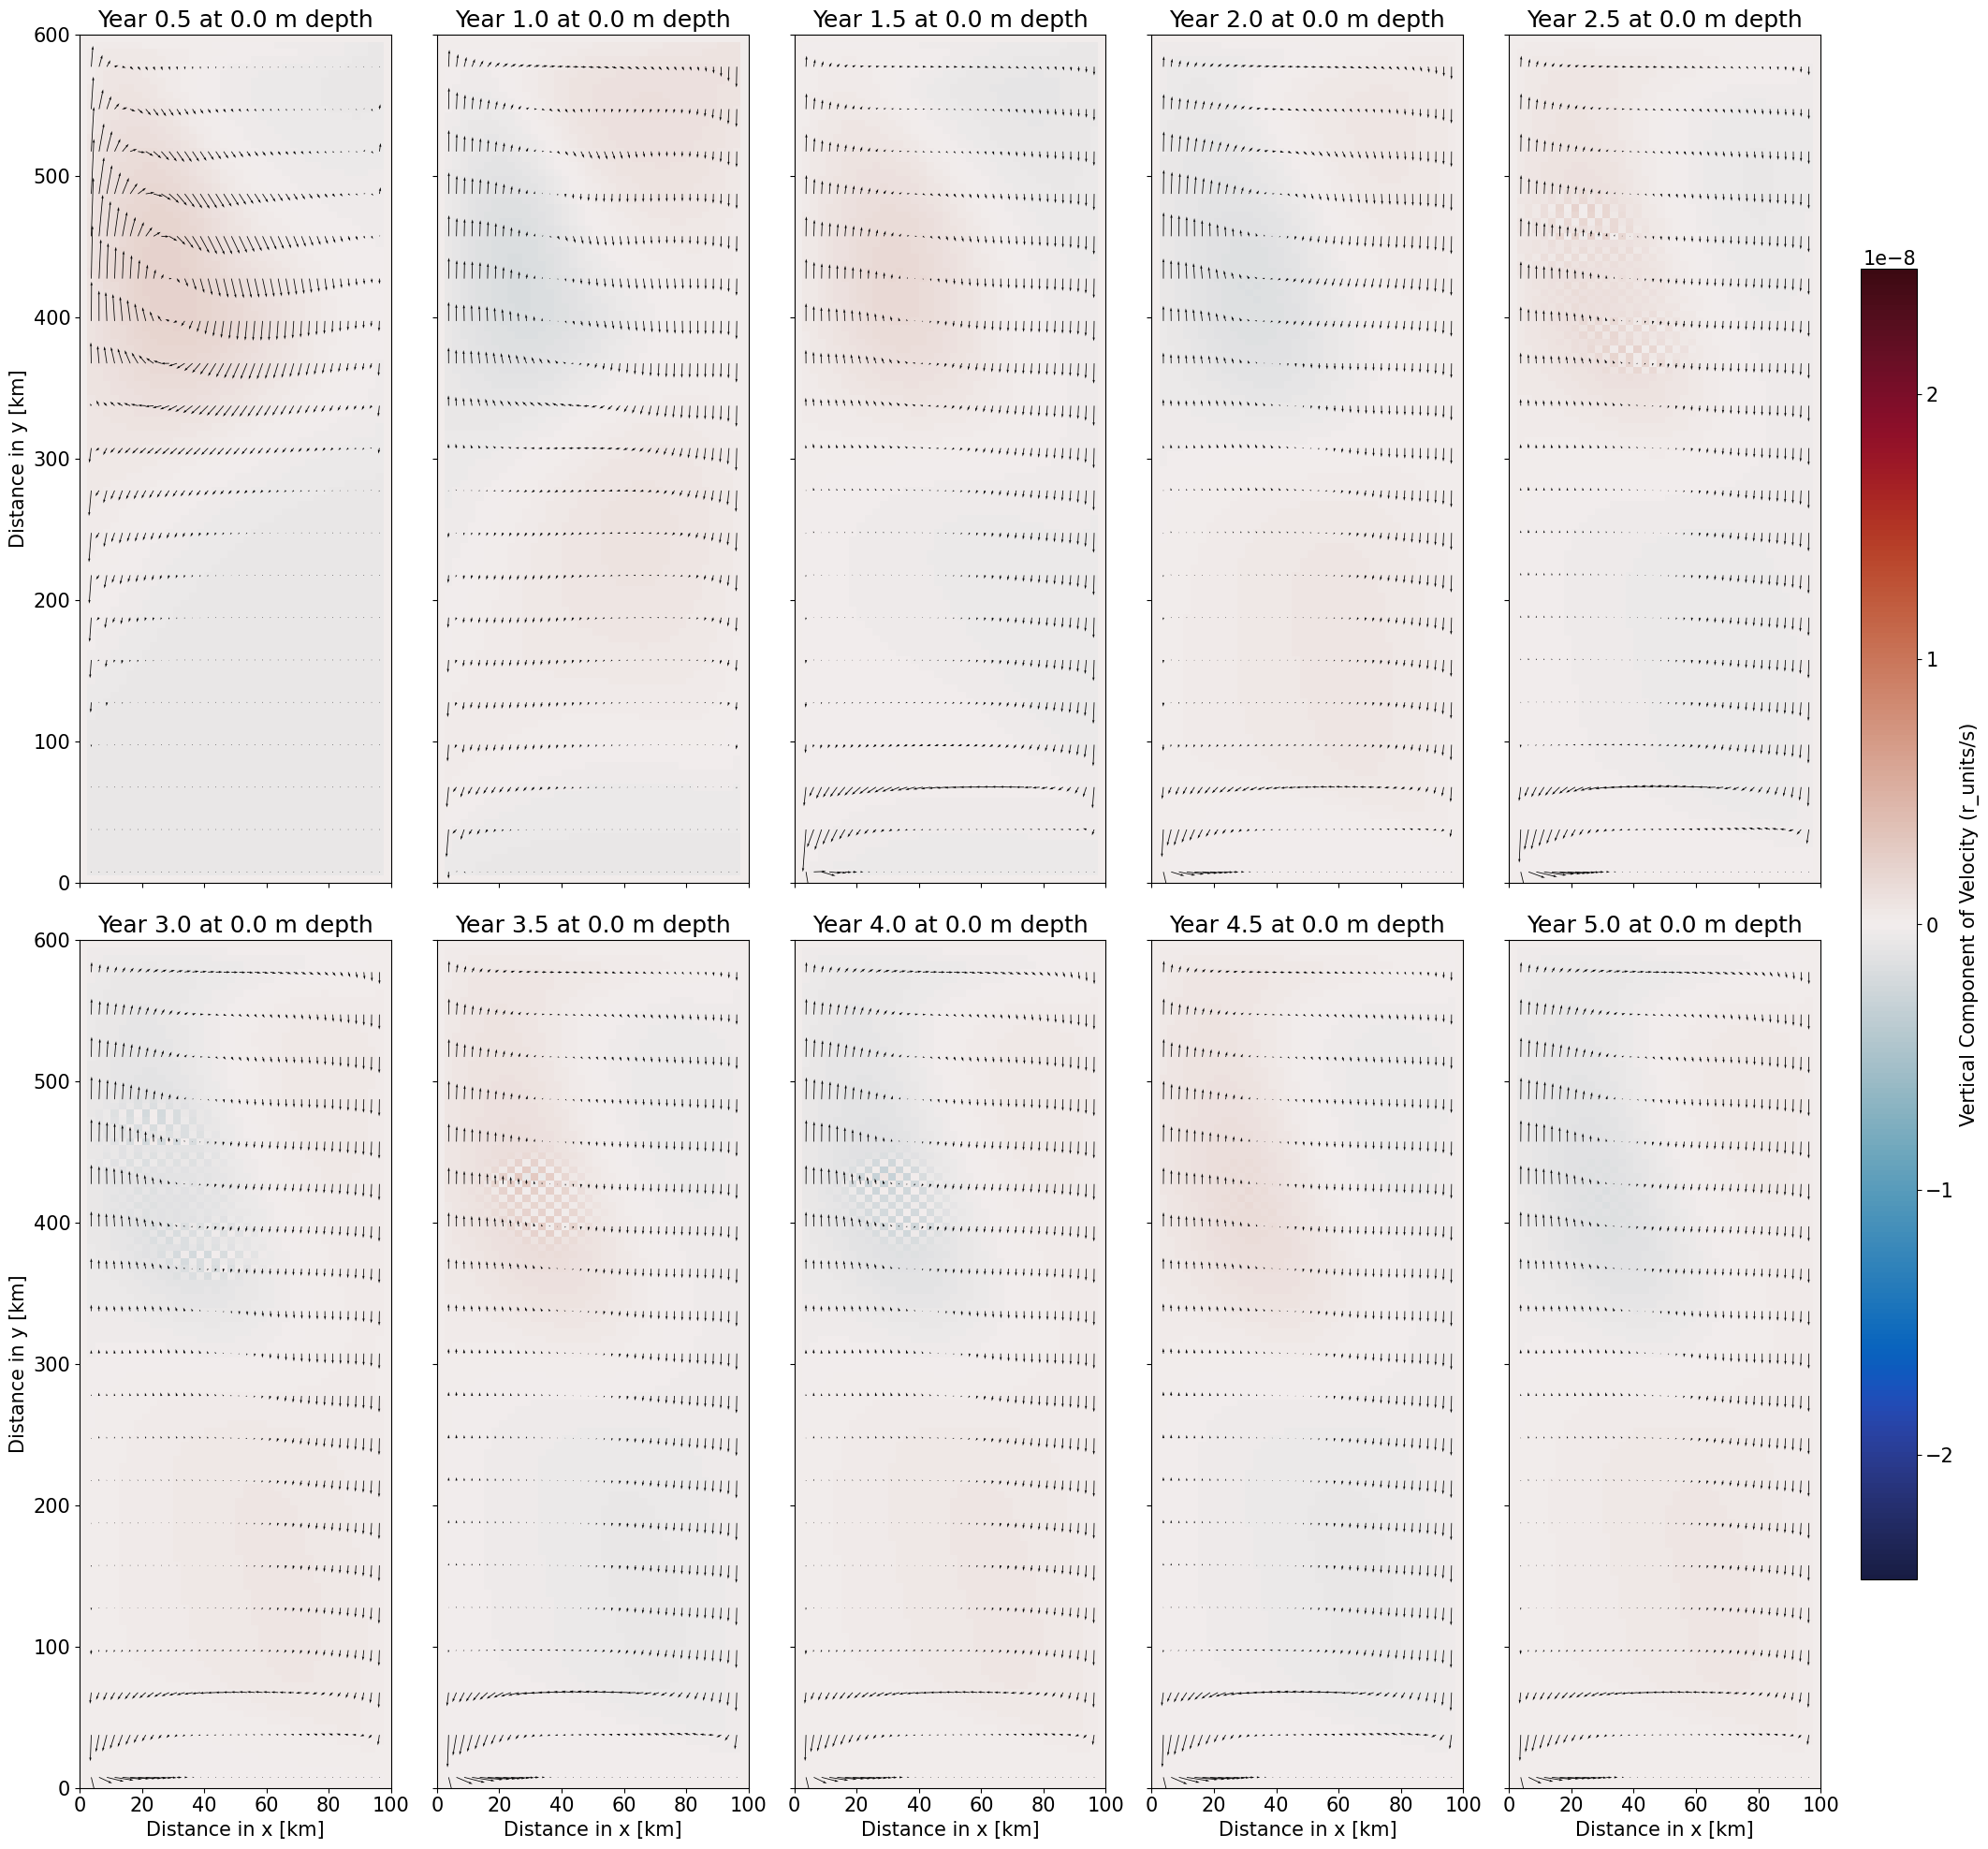 Year 0.5 at 0.0 m depth
Year 1.0 at 0.0 m depth
Year 1.5 at 0.0 m depth
Year 2.0 at 0.0 m depth
Year 2.5 at 0.0 m depth
600
500
400
300
200
100
0
Distance in y [km]
Year 3.0 at 0.0 m depth
Year 3.5 at 0.0 m depth
Year 4.0 at 0.0 m depth
Year 4.5 at 0.0 m depth
Year 5.0 at 0.0 m depth
600
500
400
300
200
100
0
Distance in y [km]
0 20 40 60 80 100
0 20 40 60 80 100
0 20 40 60 80 100
0 20 40 60 80 100
0 20 40 60 80 100
Distance in x [km]
Distance in x [km]
Distance in x [km]
Distance in x [km]
Distance in x [km]
1e−8
2
1
0
−1
−2
Vertical Component of Velocity (r_units/s)